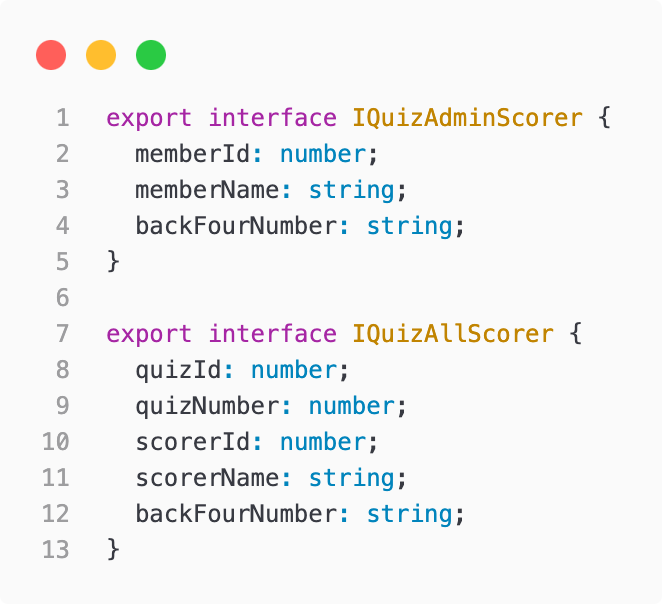 1 export interface IQuizAdminScorer {
2   memberId: number;
3   memberName: string;
4   backFourNumber: string;
5 }
6
7 export interface IQuizAllScorer {
8   quizId: number;
9   quizNumber: number;
10   scorerId: number;
11   scorerName: string;
12   backFourNumber: string;
13 }